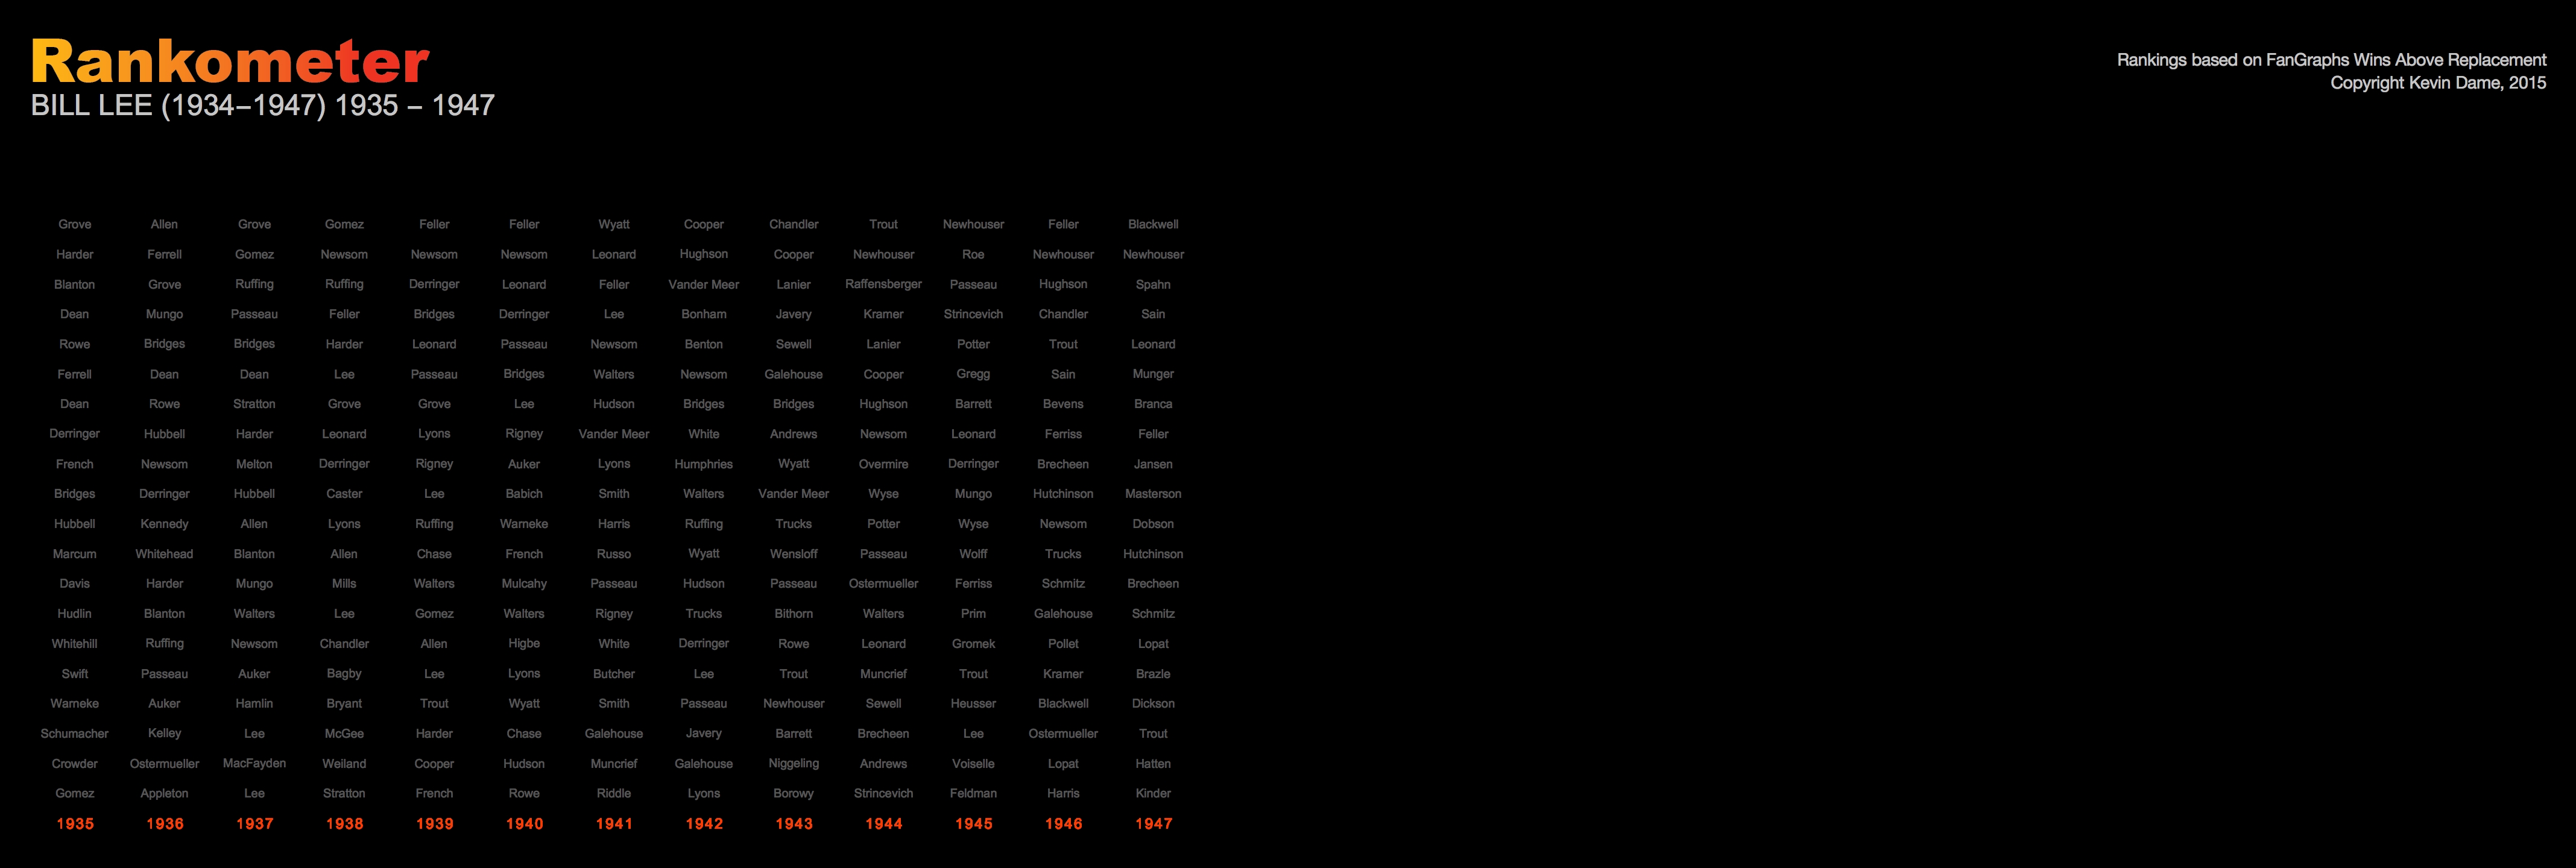 Rankometer
BILL LEE (1934–1947) 1935 – 1947
Rankings based on FanGraphs Wins Above Replacement
Copyright Kevin Dame, 2015
Grove Allen Grove Gomez Feller Feller Wyatt Cooper Chandler Trout Newhouser Feller Blackwell
Harder Ferrell Gomez Newsom Newsom Newsom Leonard Hughson Cooper Newhouser Roe Newhouser Newhouser
Blanton Grove Ruffing Ruffing Derringer Leonard Feller Vander Meer Lanier Raffensberger Passeau Hughson Spahn
Dean Mungo Passeau Feller Bridges Derringer Lee Bonham Javery Kramer Strincevich Chandler Sain
Rowe Bridges Bridges Harder Leonard Passeau Newsom Benton Sewell Lanier Potter Trout Leonard
Ferrell Dean Dean Lee Passeau Bridges Walters Newsom Galehouse Cooper Gregg Sain Munger
Dean Rowe Stratton Grove Grove Lee Hudson Bridges Bridges Hughson Barrett Bevens Branca
Derringer Hubbell Harder Leonard Lyons Rigney Vander Meer White Andrews Newsom Leonard Ferriss Feller
French Newsom Melton Derringer Rigney Auker Lyons Humphries Wyatt Overmire Derringer Brecheen Jansen
Bridges Derringer Hubbell Caster Lee Babich Smith Walters Vander Meer Wyse Mungo Hutchinson Masterson
Hubbell Kennedy Allen Lyons Ruffing Warneke Harris Ruffing Trucks Potter Wyse Newsom Dobson
Marcum Whitehead Blanton Allen Chase French Russo Wyatt Wensloff Passeau Wolff Trucks Hutchinson
Davis Harder Mungo Mills Walters Mulcahy Passeau Hudson Passeau Ostermueller Ferriss Schmitz Brecheen
Hudlin Blanton Walters Lee Gomez Walters Rigney Trucks Bithorn Walters Prim Galehouse Schmitz
Whitehill Ruffing Newsom Chandler Allen Higbe White Derringer Rowe Leonard Gromek Pollet Lopat
Swift Passeau Auker Bagby Lee Lyons Butcher Lee Trout Muncrief Trout Kramer Brazle
Warneke Auker Hamlin Bryant Trout Wyatt Smith Passeau Newhouser Sewell Heusser Blackwell Dickson
Schumacher Kelley Lee McGee Harder Chase Galehouse Javery Barrett Brecheen Lee Ostermueller Trout
Crowder Ostermueller MacFayden Weiland Cooper Hudson Muncrief Galehouse Niggeling Andrews Voiselle Lopat Hatten
Gomez Appleton Lee Stratton French Rowe Riddle Lyons Borowy Strincevich Feldman Harris Kinder
1935 1936 1937 1938 1939 1940 1941 1942 1943 1944 1945 1946 1947